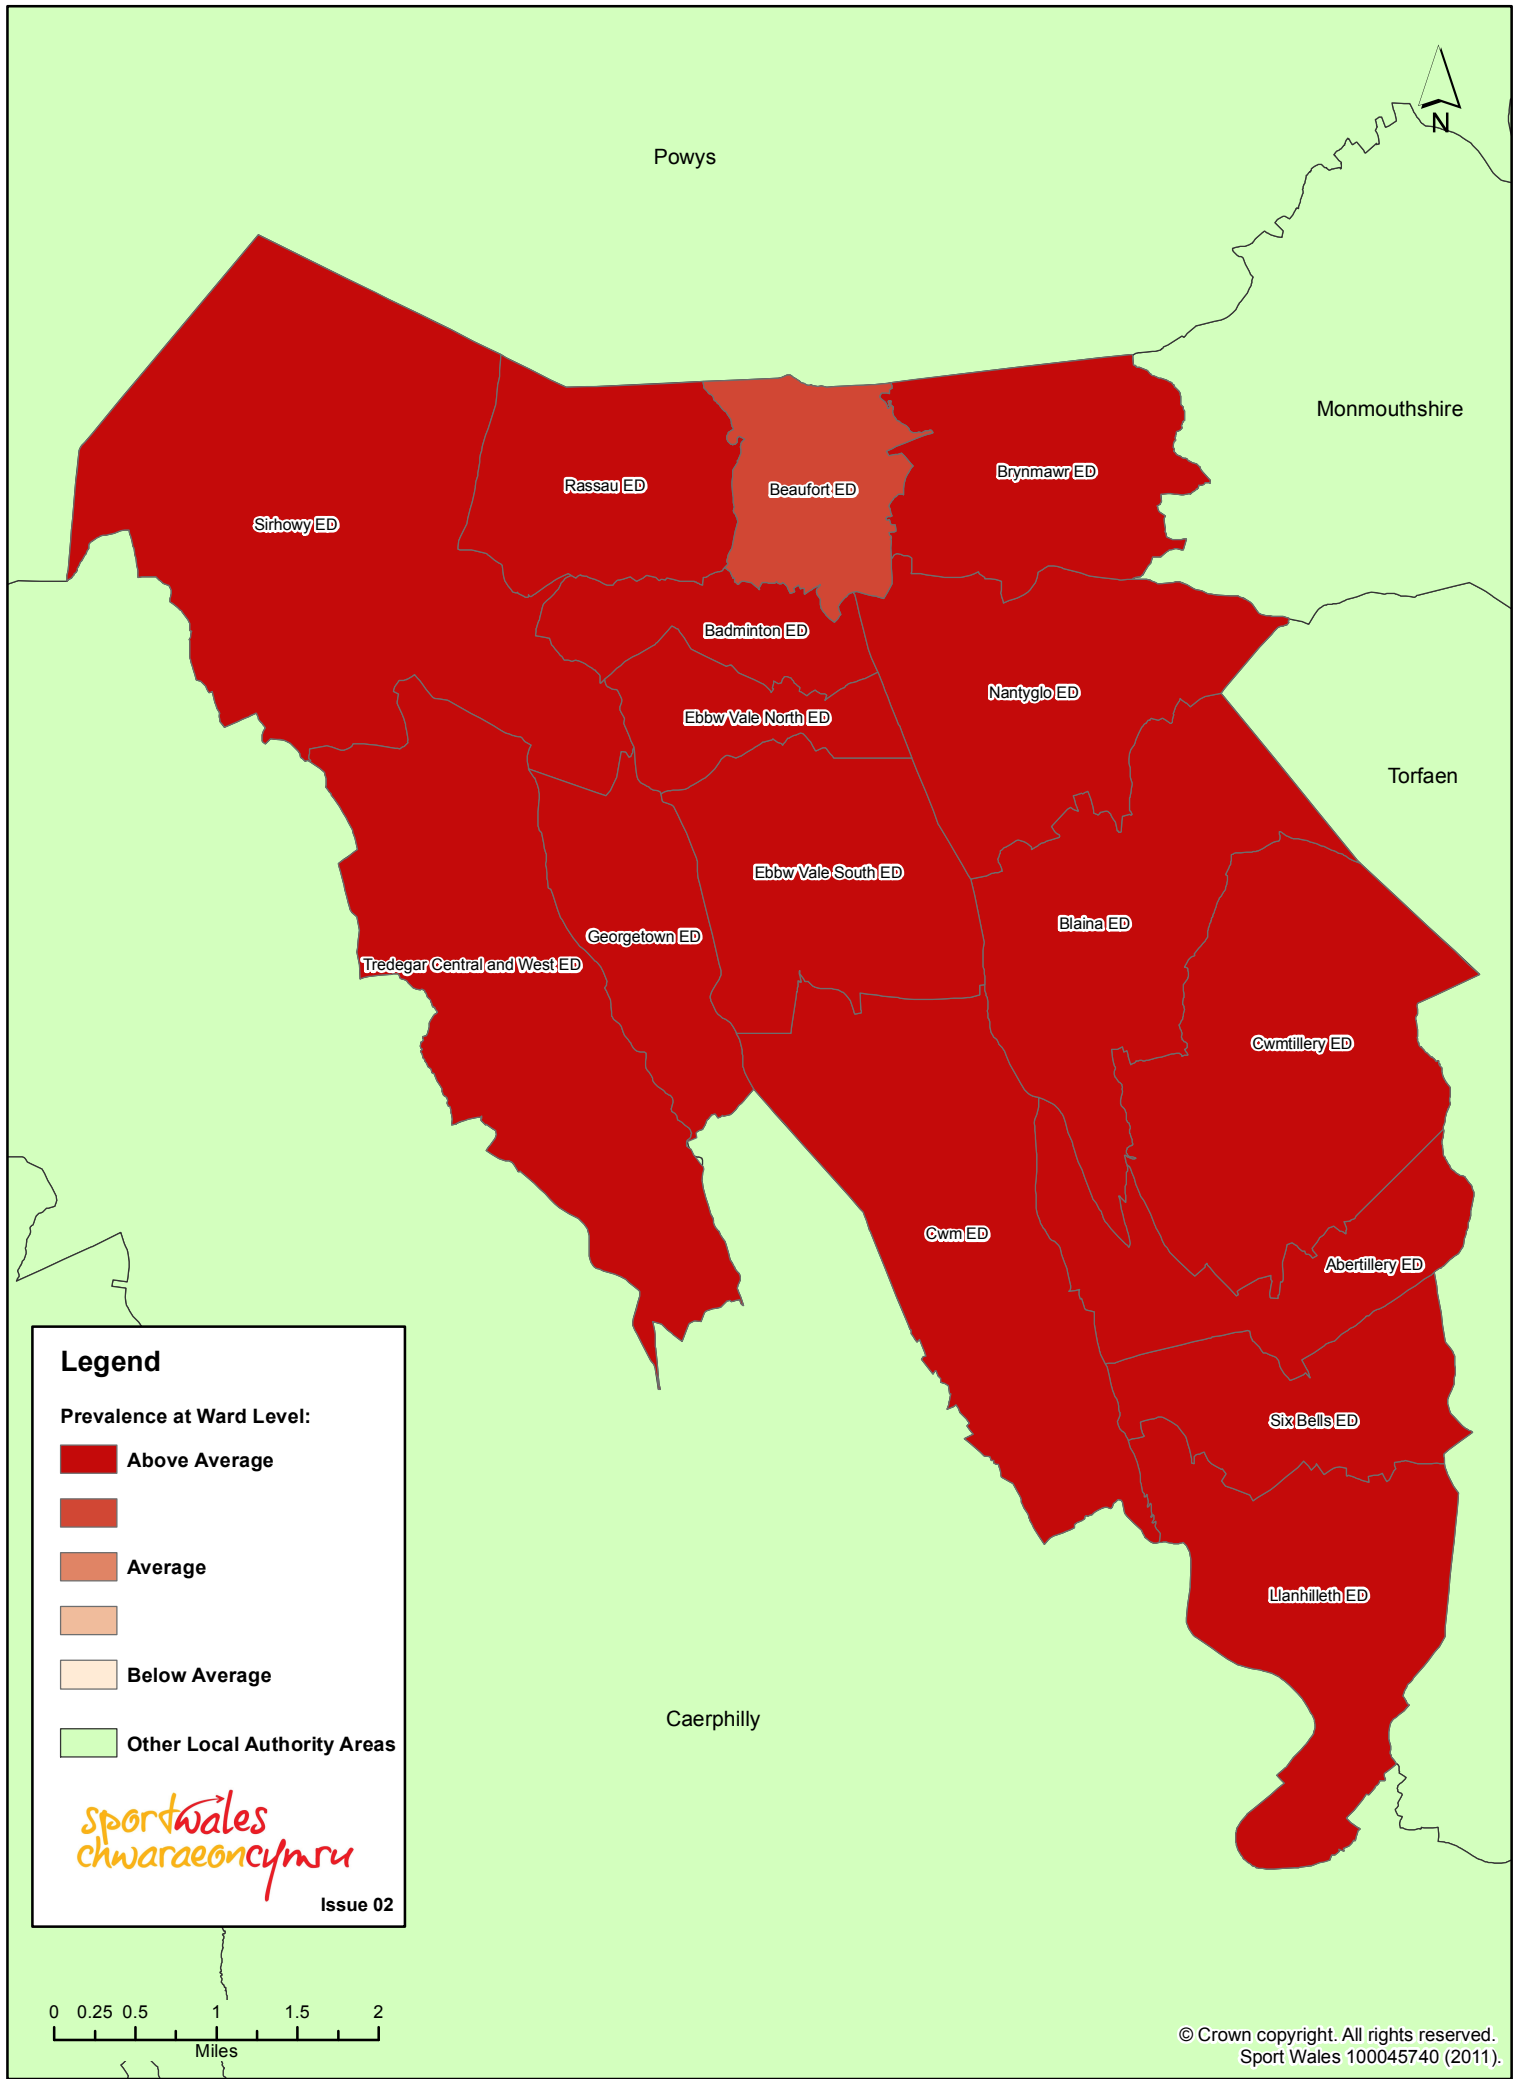 N
Powys
Monmouthshire
Brynmawr ED
Rassau ED
Beaufort ED
Sirhowy ED
Badminton ED
Nantyglo ED
Ebbw Vale North ED
Torfaen
Ebbw Vale South ED
Blaina ED
Georgetown ED
Tredegar Central and West ED
Cwmtillery ED
Cwm ED
Abertillery ED
Six Bells ED
Llanhilleth ED
Caerphilly
Legend
Prevalence at Ward Level:
Above Average
Average
Below Average
Other Local Authority Areas
sportwales
chwaraeoncymru
Issue 02
0 0.25 0.5 1 1.5 2
Miles
© Crown copyright. All rights reserved.
Sport Wales 100045740 (2011).